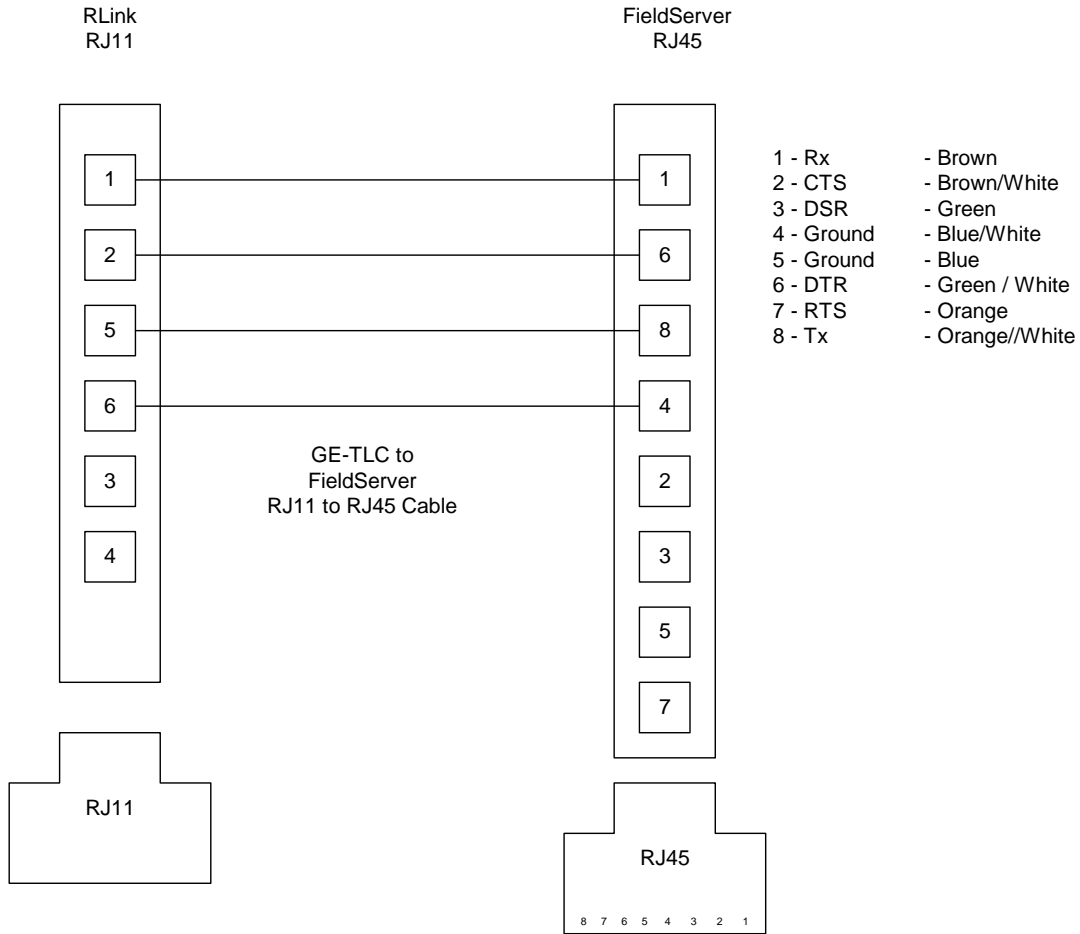 RLink
RJ11
FieldServer
RJ45
1
2
5
6
3
4
1
6
8
4
2
3
5
7
1 - Rx - Brown
2 - CTS - Brown/White
3 - DSR - Green
4 - Ground - Blue/White
5 - Ground - Blue
6 - DTR - Green / White
7 - RTS - Orange
8 - Tx - Orange//White
GE-TLC to
FieldServer
RJ11 to RJ45 Cable
RJ11
RJ45
8 7 6 5 4 3 2 1